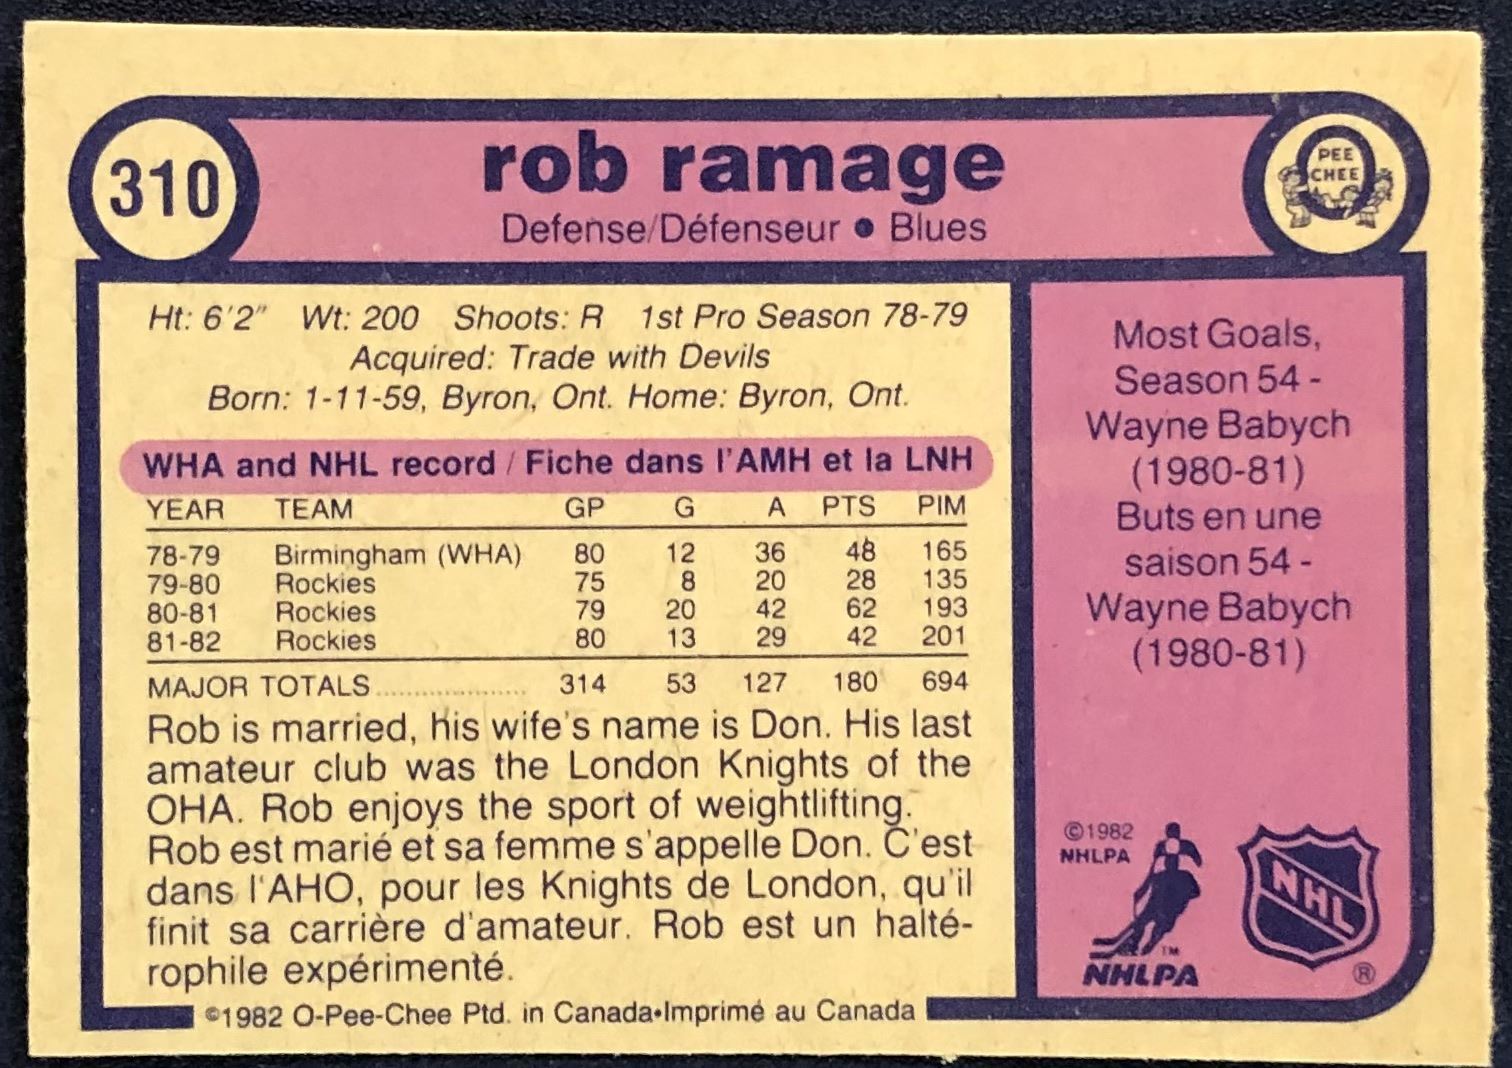 310
rob ramage
Defense/Défenseur • Blues
PEE
CHEE
Ht: 6'2" Wt: 200 Shoots: R 1st Pro Season 78-79
Acquired: Trade with Devils
Born: 1-11-59, Byron, Ont. Home: Byron, Ont.
WHA and NHL record / Fiche dans l'AMH et la LNH
YEAR TEAM GP G A PTS PIM
78-79 Birmingham (WHA) 80 12 36 48 165
79-80 Rockies 75 8 20 28 135
80-81 Rockies 79 20 42 62 193
81-82 Rockies 80 13 29 42 201
MAJOR TOTALS.................... 314 53 127 180 694
Rob is married, his wife's name is Don. His last
amateur club was the London Knights of the
OHA. Rob enjoys the sport of weightlifting.
Rob est marié et sa femme s'appelle Don. C'est
dans l'AHO, pour les Knights de London, qu'il
finit sa carrière d'amateur. Rob est un halté-
rophile expérimenté.
©1982 O-Pee-Chee Ptd. in Canada•Imprimé au Canada
Most Goals,
Season 54 -
Wayne Babych
(1980-81)
Buts en une
saison 54 -
Wayne Babych
(1980-81)
©1982
NHLPA
TM
NHLPA
NHL
®